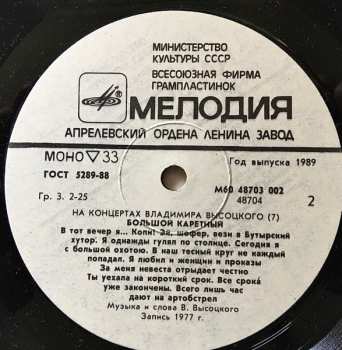 МИНИСТЕРСТВО
КУЛЬТУРЫ СССР
ВСЕСОЮЗНАЯ ФИРМА
ГРАМПЛАСТИНОК
МЕЛОДИЯ
АПРЕЛЕВСКИЙ ОРДЕНА ЛЕНИНА ЗАВОД
МОНО ▽ 33
Год выпуска 1989
ГОСТ 5289-88
М60 48703 002
Гр. 3. 2-25
48704
2
НА КОНЦЕРТАХ ВЛАДИМИРА ВЫСОЦКОГО (7)
БОЛЬШОЙ КАРЕТНЫЙ
В тот вечер я... Копи! Эй, шофер, вези в Бутырский
хутор! Я однажды гулял по столице. Сегодня я
с большой охотою. В наш тесный круг не каждый
попадал. Я любил и женщин и проказы
За меня невеста отрыдает честно
Ты уехала на короткий срок. Все срока́
уже закончены. Всего лишь час
дают на артобстрел
Музыка и слова В. Высоцкого
Запись 1977 г.